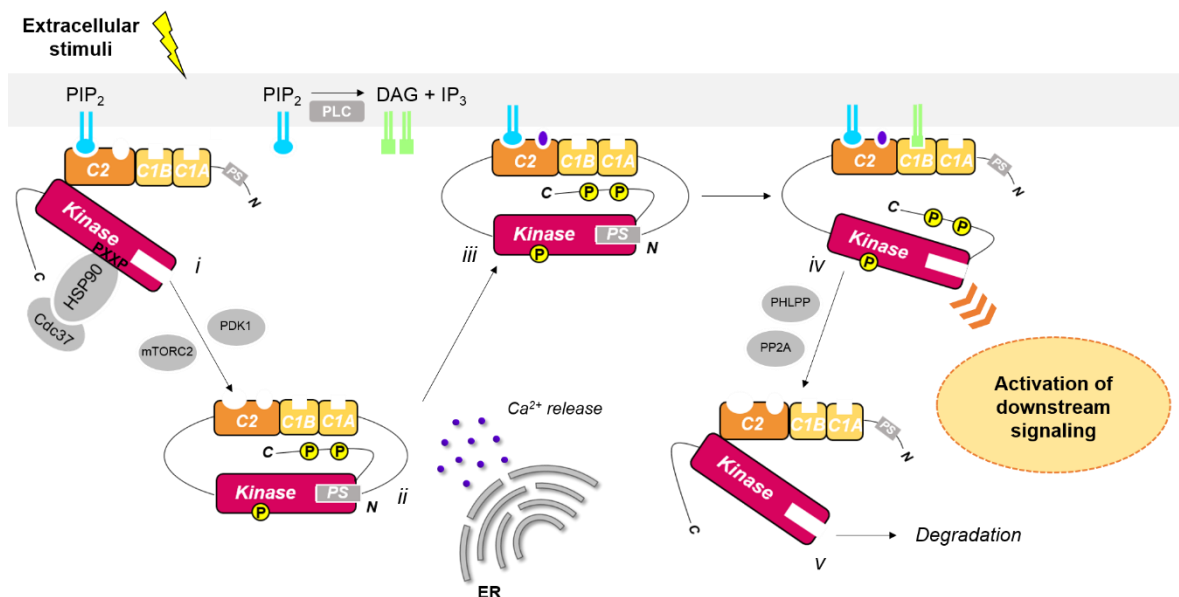 Extracellular
stimuli
PIP2
PIP2
DAG + IP3
PLC
C2
C1B
C1A
PS
N
Kinase
PXXP
HSP90
Cdc37
C
i
PDK1
mTORC2
C2
C1B
C1A
C
P
P
Kinase
PS
P
N
ii
Ca2+ release
ER
C2
C1B
C1A
C
P
P
Kinase
PS
P
N
iii
C2
C1B
C1A
PS
N
C
P
P
Kinase
P
iv
PHLPP
PP2A
Activation of
downstream
signaling
C2
C1B
C1A
PS
N
Kinase
C
v
Degradation